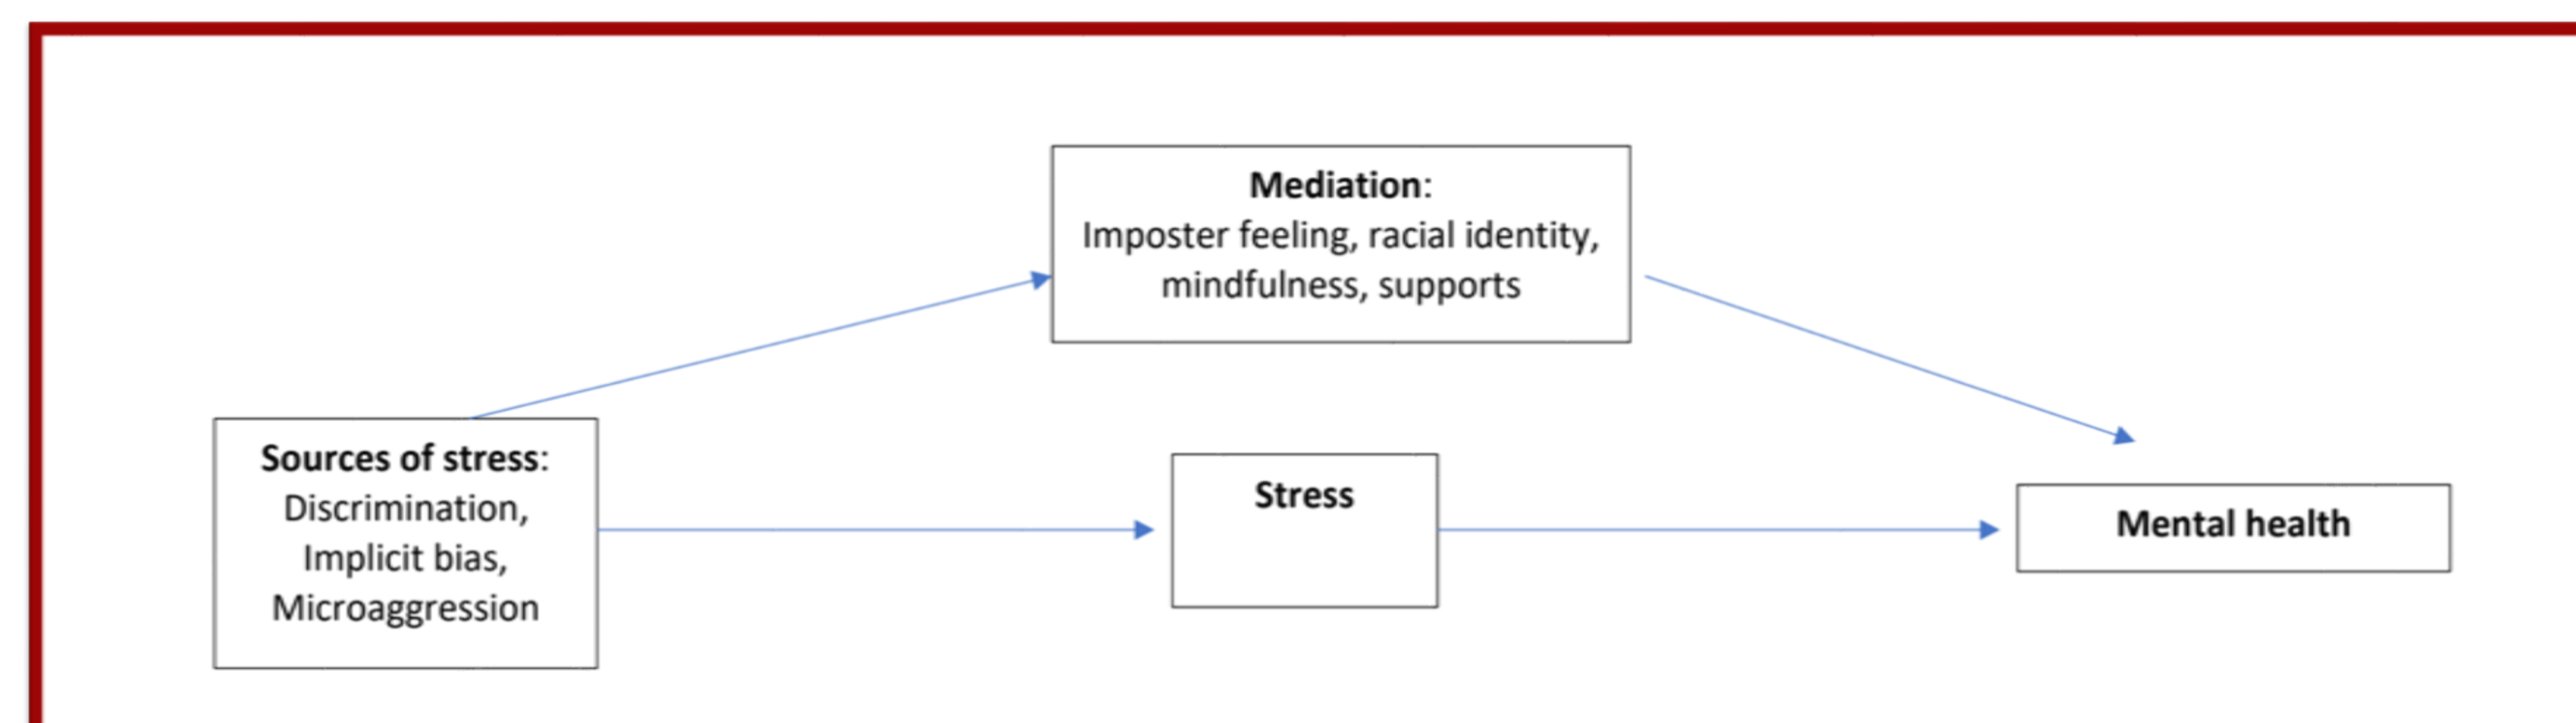 Mediation:
Imposter feeling, racial identity,
mindfulness, supports
Sources of stress:
Discrimination,
Implicit bias,
Microaggression
Stress
Mental health